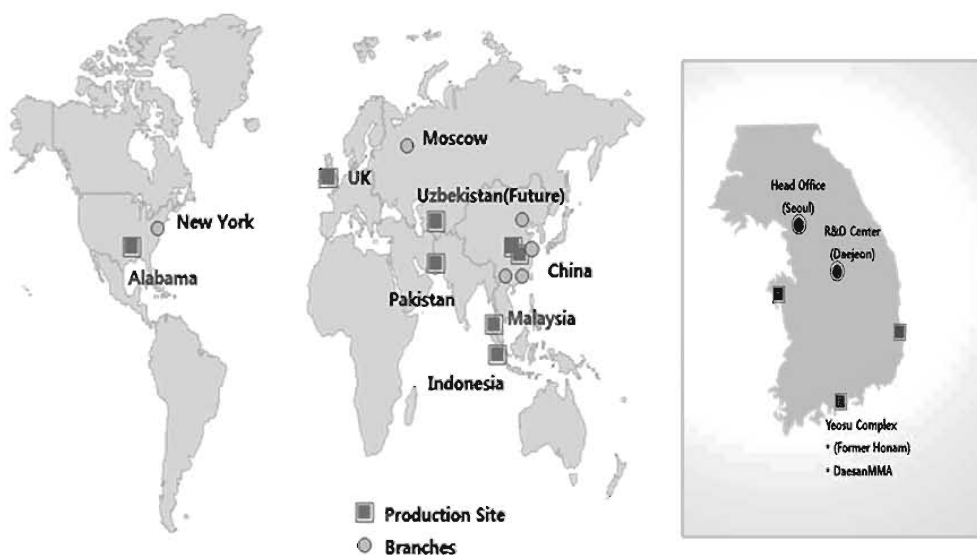 Moscow
UK
Uzbekistan(Future)
New York
Alabama
China
Pakistan
Malaysia
Indonesia
Production Site
Branches
Head Office
(Seoul)
R&D Center
(Daejeon)
Yeosu Complex
• (Former Honam)
• DaesanMMA